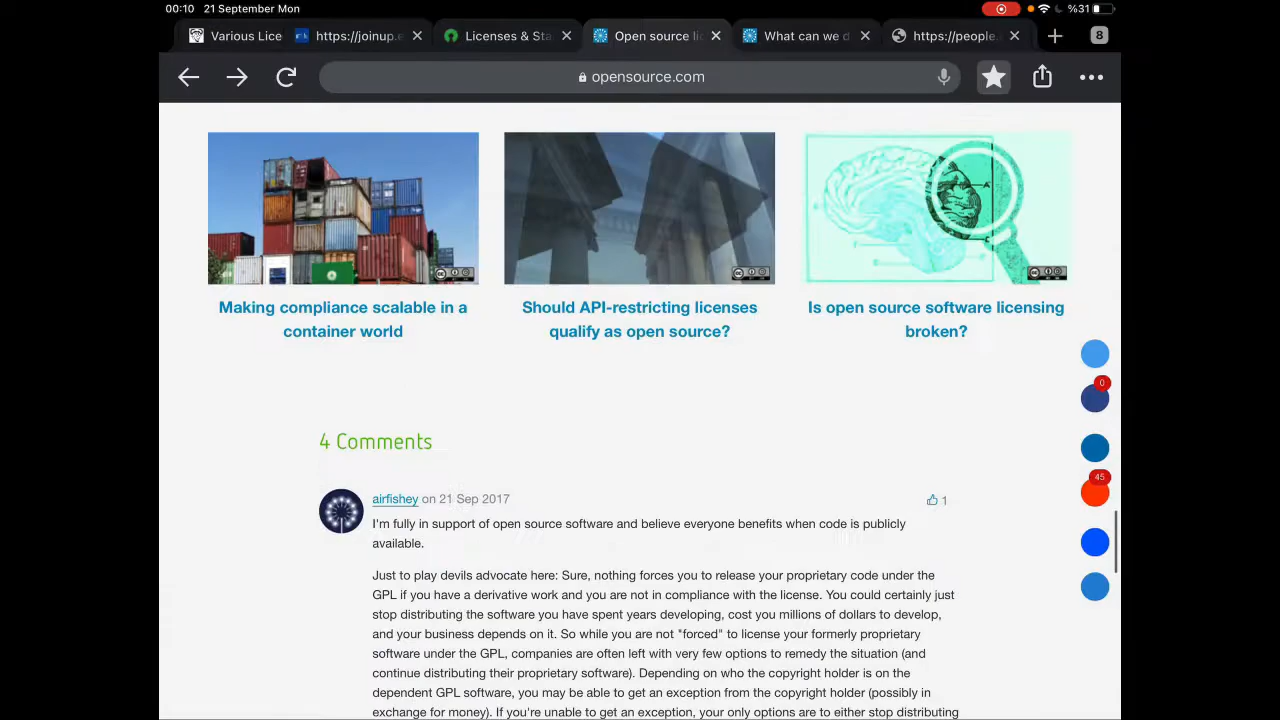 00:10 21 September Mon %31
Various Lice https://joinup.e Licenses & Sta Open source li What can we d https://people. 8
opensource.com
Making compliance scalable in a
container world
Should API-restricting licenses
qualify as open source?
Is open source software licensing
broken?
0
45
4 Comments
airfishey on 21 Sep 2017 1
I'm fully in support of open source software and believe everyone benefits when code is publicly
available.
Just to play devils advocate here: Sure, nothing forces you to release your proprietary code under the
GPL if you have a derivative work and you are not in compliance with the license. You could certainly just
stop distributing the software you have spent years developing, cost you millions of dollars to develop,
and your business depends on it. So while you are not "forced" to license your formerly proprietary
software under the GPL, companies are often left with very few options to remedy the situation (and
continue distributing their proprietary software). Depending on who the copyright holder is on the
dependent GPL software, you may be able to get an exception from the copyright holder (possibly in
exchange for money). If you're unable to get an exception, your only options are to either stop distributing